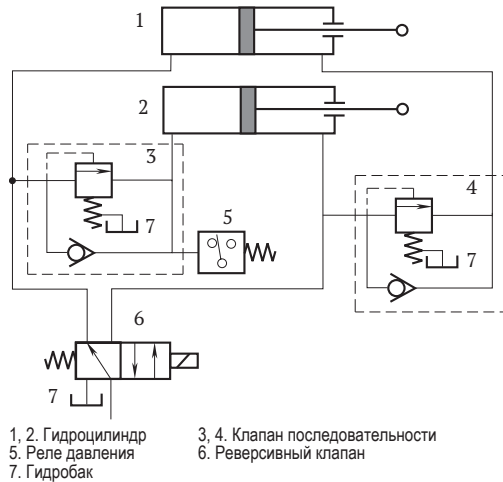 1
2
3
4
7
5
7
6
7
1, 2. Гидроцилиндр
3, 4. Клапан последовательности
5. Реле давления
6. Реверсивный клапан
7. Гидробак